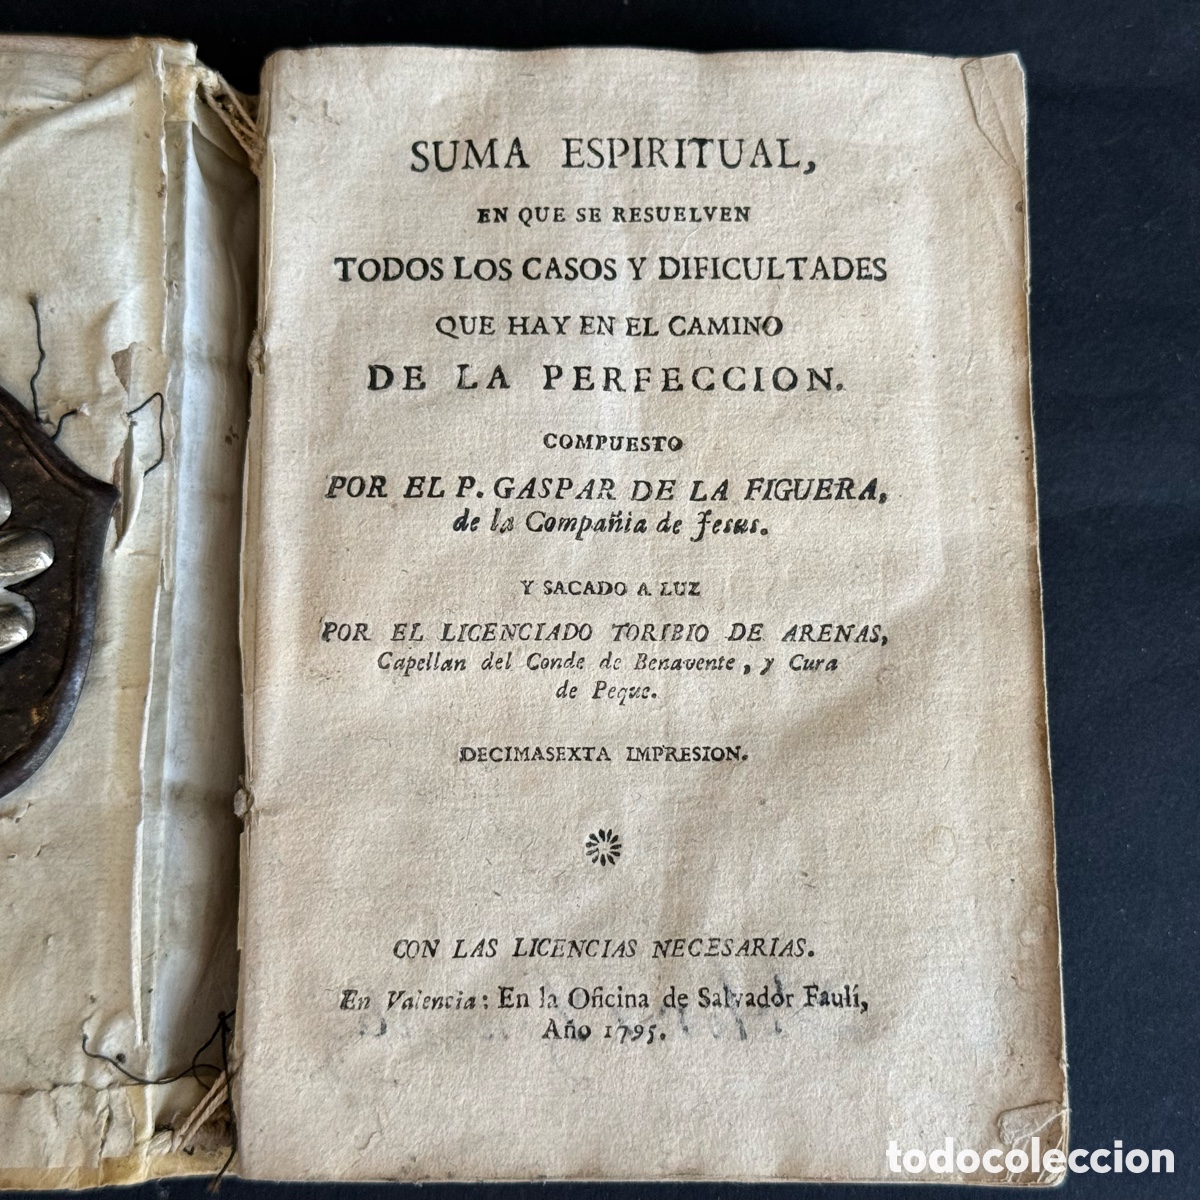 SUMA ESPIRITUAL,
EN QUE SE RESUELVEN
TODOS LOS CASOS Y DIFICULTADES
QUE HAY EN EL CAMINO
DE LA PERFECCION.
COMPUESTO
POR EL P. GASPAR DE LA FIGUERA,
de la Compañia de Jesus.
Y SACADO A LUZ
POR EL LICENCIADO TORIBIO DE ARENAS,
Capellan del Conde de Benavente, y Cura
de Peque.
DECIMASEXTA IMPRESION.
CON LAS LICENCIAS NECESARIAS.
En Valencia: En la Oficina de Salvador Faulí,
Año 1795.
todocoleccion